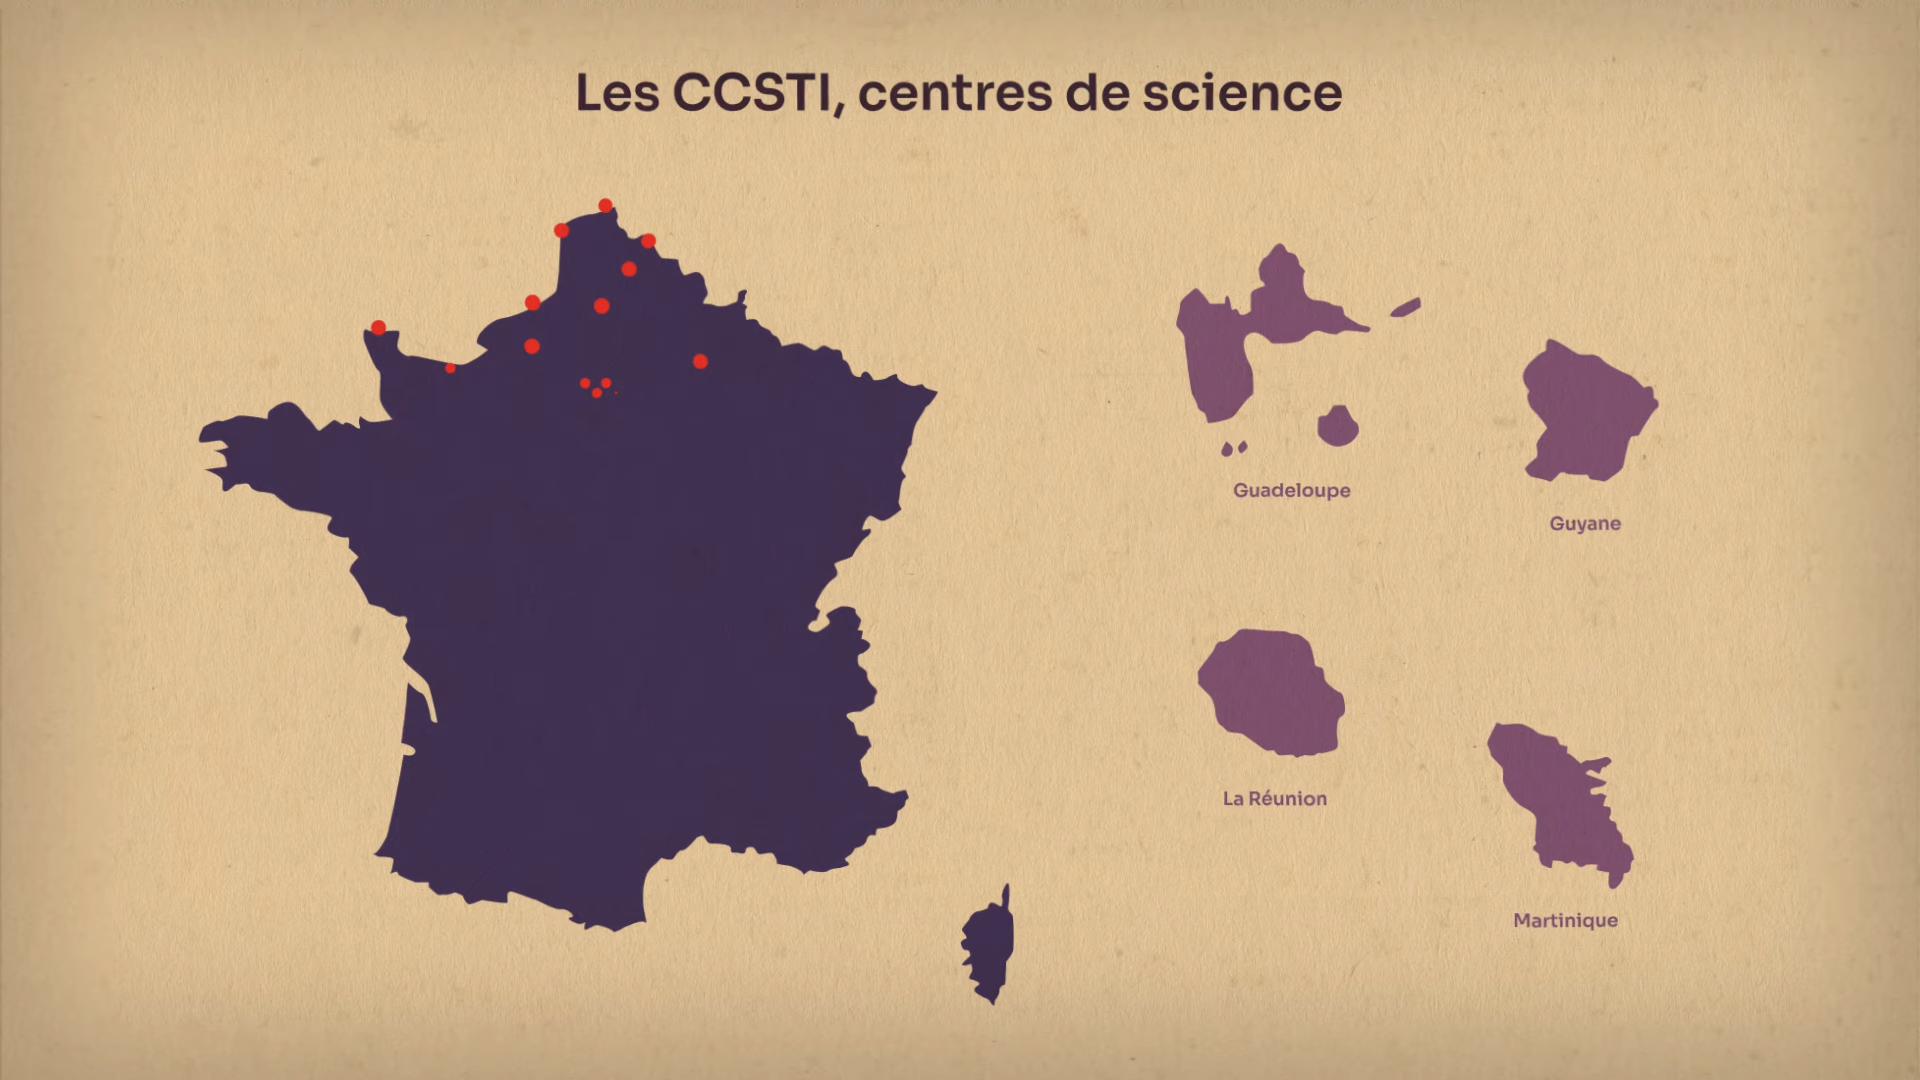 Les CCSTI, centres de science
Guadeloupe
Guyane
La Réunion
Martinique